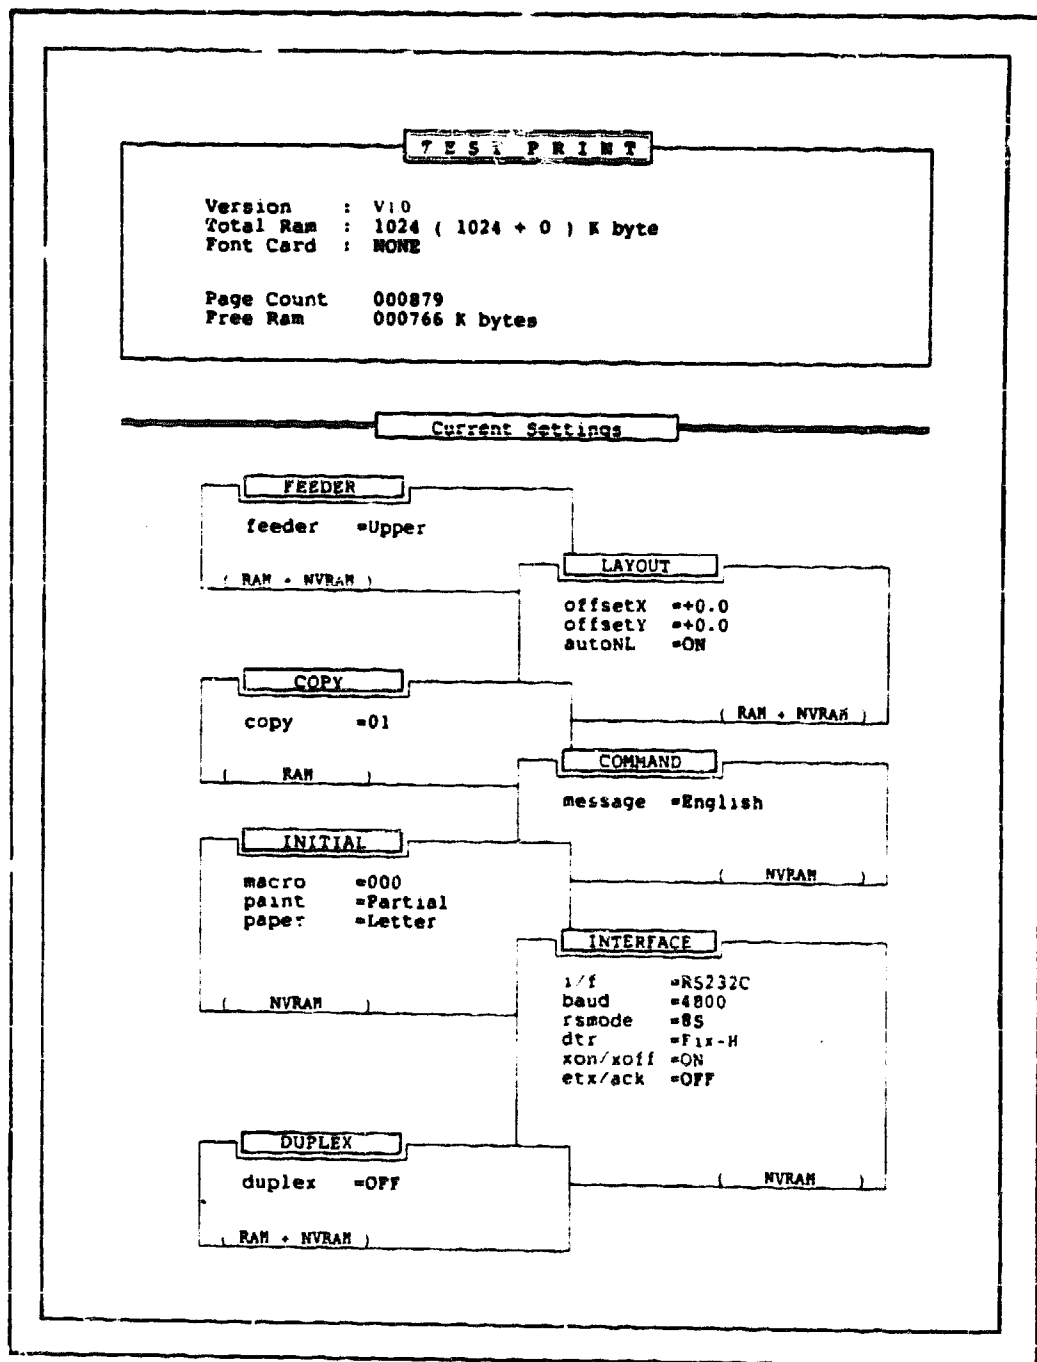 TEST PRINT
Version : V1.0
Total Ram : 1024 ( 1024 + 0 ) K byte
Font Card : NONE
Page Count 000879
Free Ram 000766 K bytes
Current Settings
FEEDER
feeder =Upper
( RAM + NVRAM )
LAYOUT
offsetX =+0.0
offsetY =+0.0
autoNL =ON
( RAM + NVRAM )
COPY
copy =01
( RAM )
COMMAND
message =English
( NVRAM )
INITIAL
macro =000
paint =Partial
paper =Letter
( NVRAM )
INTERFACE
i/f =RS232C
baud =4800
rsmode =8S
dtr =Fix-H
xon/xoff =ON
etx/ack =OFF
( NVRAM )
DUPLEX
duplex =OFF
( RAM + NVRAM )